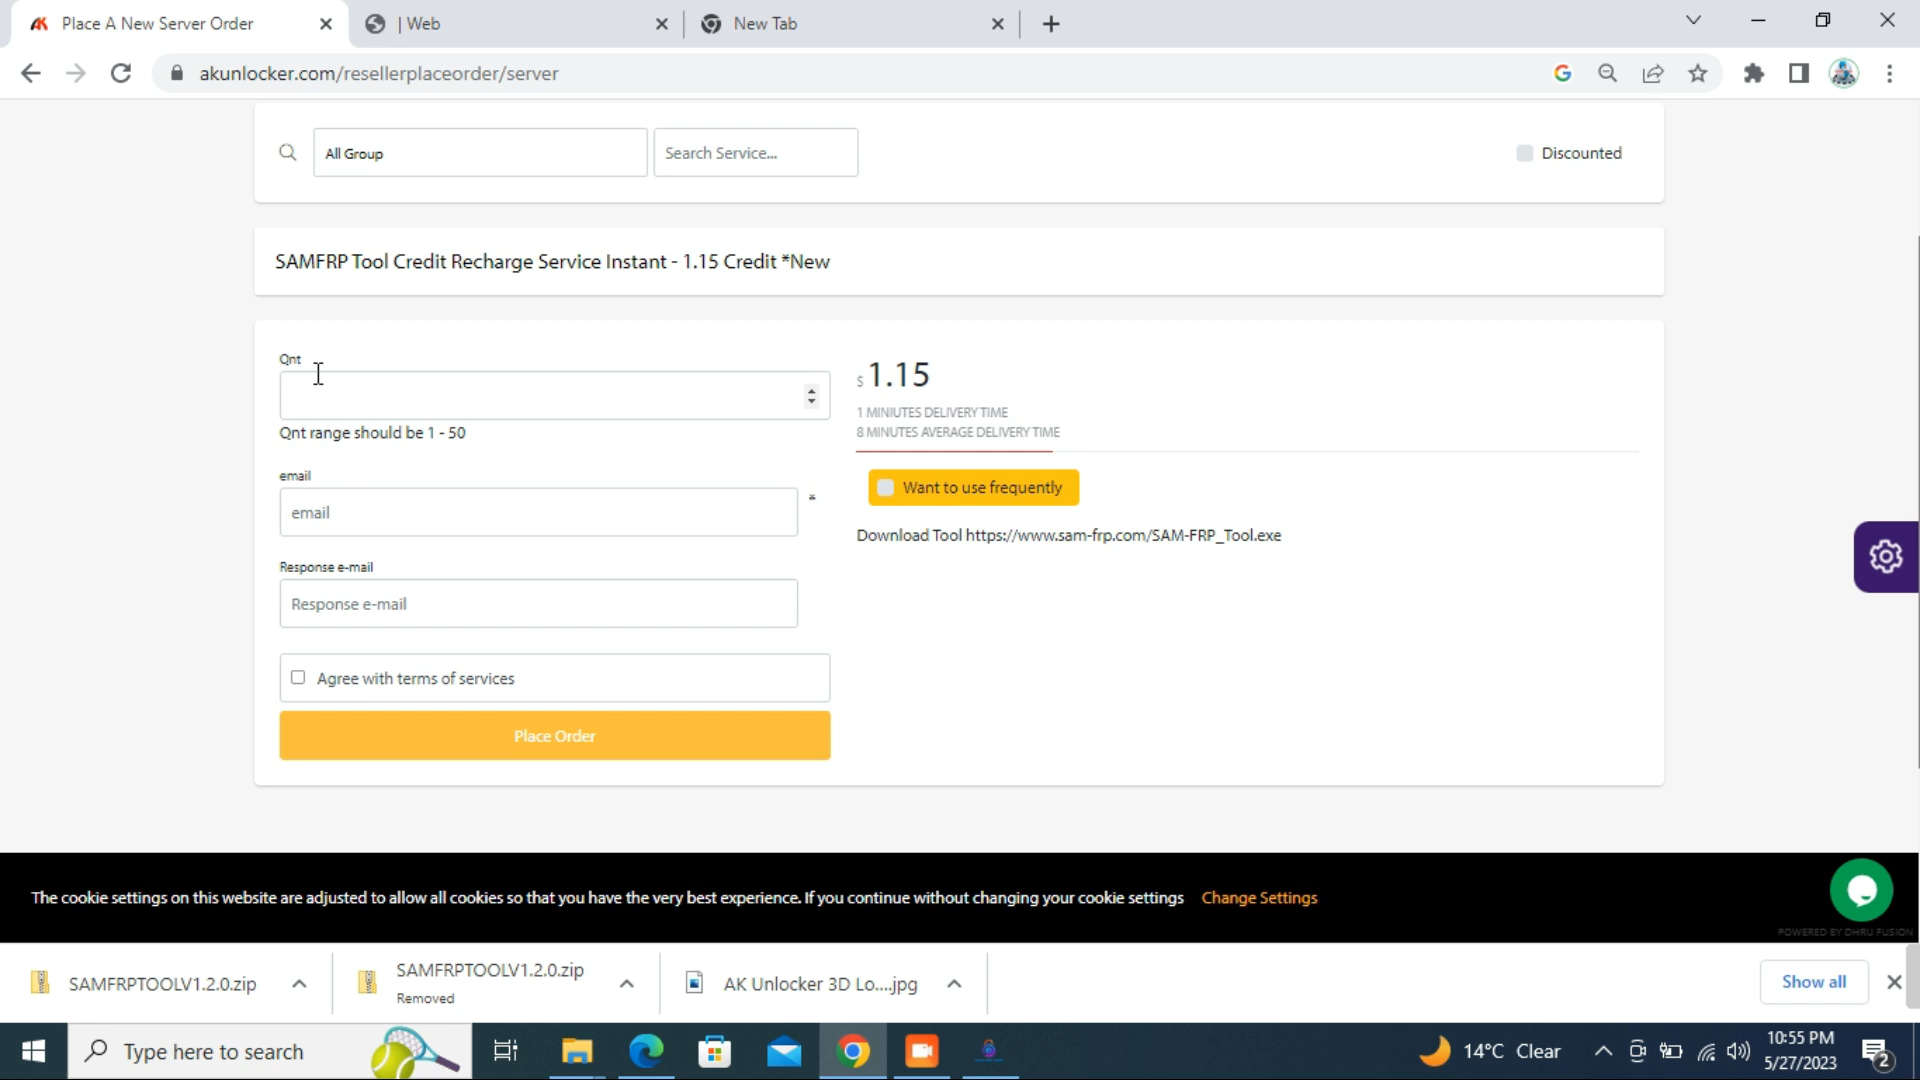 Place A New Server Order
| Web
New Tab
akunlocker.com/resellerplaceorder/server
All Group
Search Service...
Discounted
SAMFRP Tool Credit Recharge Service Instant - 1.15 Credit *New
Qnt
Qnt range should be 1 - 50
email
email
*
Response e-mail
Response e-mail
Agree with terms of services
Place Order
$ 1.15
1 MINIUTES DELIVERY TIME
8 MINUTES AVERAGE DELIVERY TIME
Want to use frequently
Download Tool https://www.sam-frp.com/SAM-FRP_Tool.exe
The cookie settings on this website are adjusted to allow all cookies so that you have the very best experience. If you continue without changing your cookie settings Change Settings
POWERED BY DHRU FUSION
SAMFRPTOOLV1.2.0.zip
SAMFRPTOOLV1.2.0.zip
Removed
AK Unlocker 3D Lo....jpg
Show all
Type here to search
14°C Clear
10:55 PM
5/27/2023
2